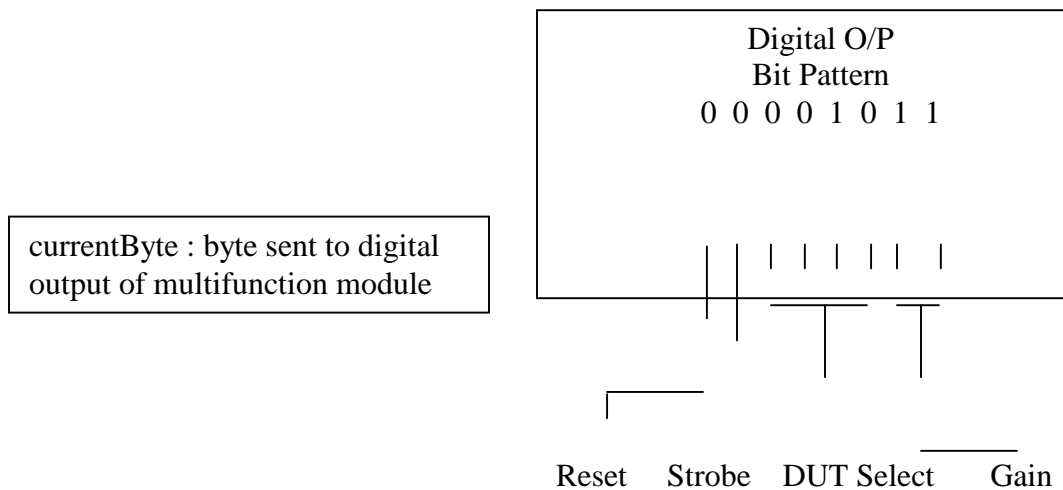 Digital O/P
Bit Pattern
0 0 0 0 1 0 1 1
currentByte : byte sent to digital
output of multifunction module
Reset Strobe DUT Select Gain